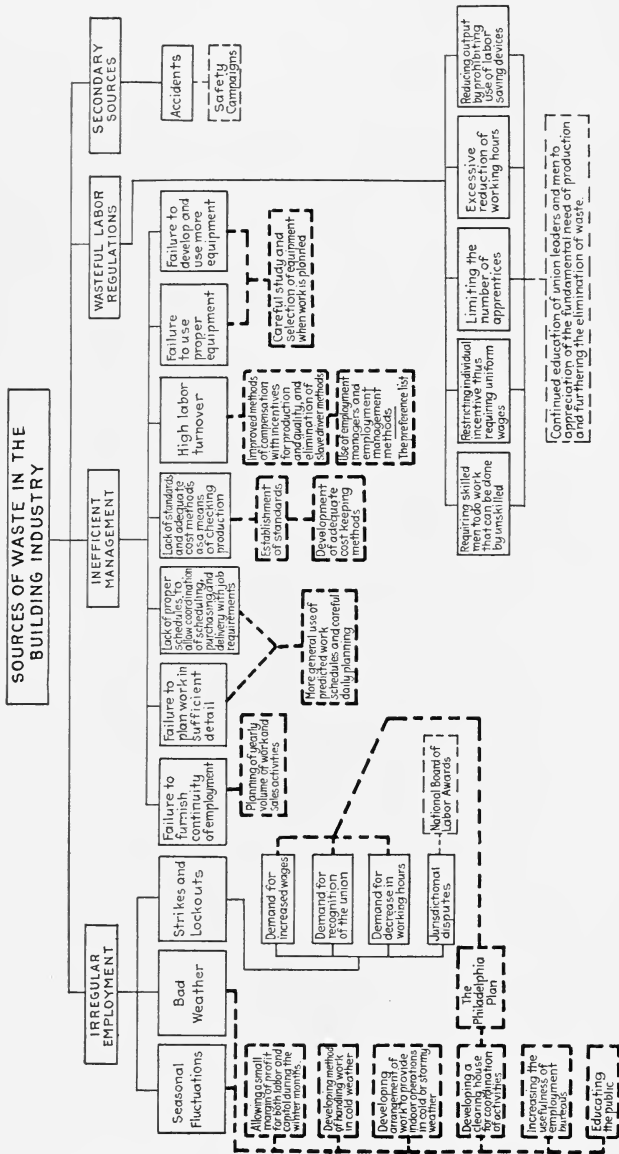 SOURCES OF WASTE IN THE
BUILDING INDUSTRY
IRREGULAR
EMPLOYMENT
INEFFICIENT
MANAGEMENT
WASTEFUL LABOR
REGULATIONS
SECONDARY
SOURCES
Seasonal
Fluctuations
Bad
Weather
Strikes and
Lockouts
Failure to
furnish
continuity
of employment
Failure to
plan work in
sufficient
detail
Lack of proper
schedules, to
allow coordination
of scheduling,
purchasing, and
delivery with job
requirements
Lack of standards
and adequate
cost methods
as a means
of checking
production
High labor
turnover
Failure
to use
proper
equipment
Failure to
develop and
use more
equipment
Accidents
Safety
Campaigns
Planning of yearly
volume of work and
sales activities
More general use of
predicted work
schedules and careful
daily planning
Establishment
of standards
Development
of adequate
cost keeping
methods
Improved methods
of compensation
with incentives
for production
and quality, and
elimination of
slave driver methods
Use of employment
managers and
employment
management
methods
The preference list
Careful study and
selection of equipment
when work is planned
Allowing a small
margin of profit
for both labor and
capitol during the
winter months.
Developing method
of handling work
in cold weather
Developing
arrangement of
work to provide
indoor operations
in cold or stormy
weather
Developing a
clearing house
for coordination
of activities
Increasing the
usefulness of
employment
bureaus
Educating
the public
The
Philadelphia
Plan
Demand for
increased wages
Demand for
recognition
of the union
Demand for
decrease in
working hours
Jurisdictional
disputes
National Board of
Labor Awards
Requiring skilled
men to do work
that can be done
by unskilled
Restricting individual
incentive thus
requiring uniform
wages
Limiting the
number of
apprentices
Excessive
reduction of
working hours
Reducing output
by prohibiting
use of labor
saving devices
Continued education of union leaders and men to
appreciation of the fundamental need of production
and furthering the elimination of waste.